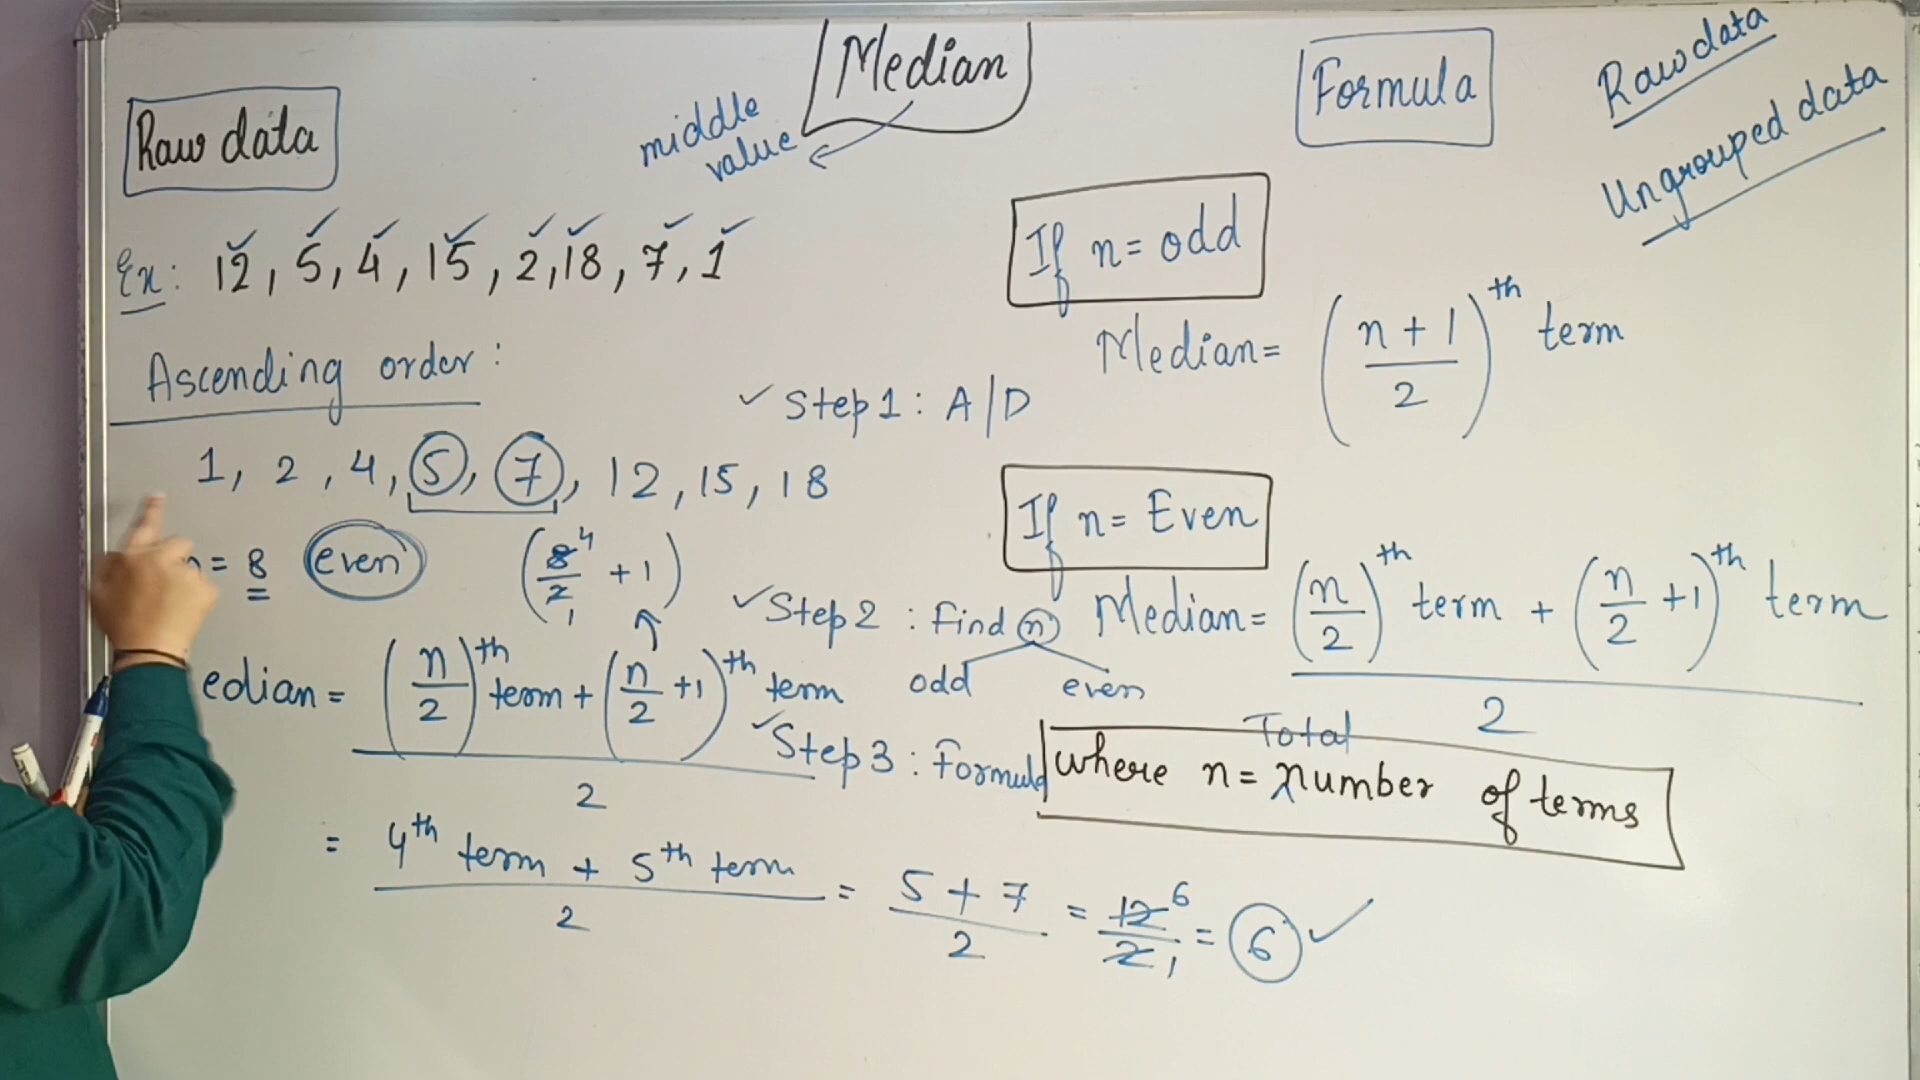 Median
middle
value
Raw data
Ex: 12, 5, 4, 15, 2, 18, 7, 1
Ascending order:
1, 2, 4, 5, 7, 12, 15, 18
= 8 even (8/2 4 1 + 1)
edian = (n/2)th term + (n/2 + 1)th term
2
= 4th term + 5th term / 2 = 5 + 7 / 2 = 12 6 / 2 1 = 6
✓ Step 1: A/D
✓ Step 2 : Find n
odd even
✓ Step 3 : Formula
Formula
Raw data
Ungrouped data
If n = odd
Median = (n + 1 / 2)th term
If n = Even
Median = (n/2)th term + (n/2 + 1)th term
2
Total
where n = number of terms